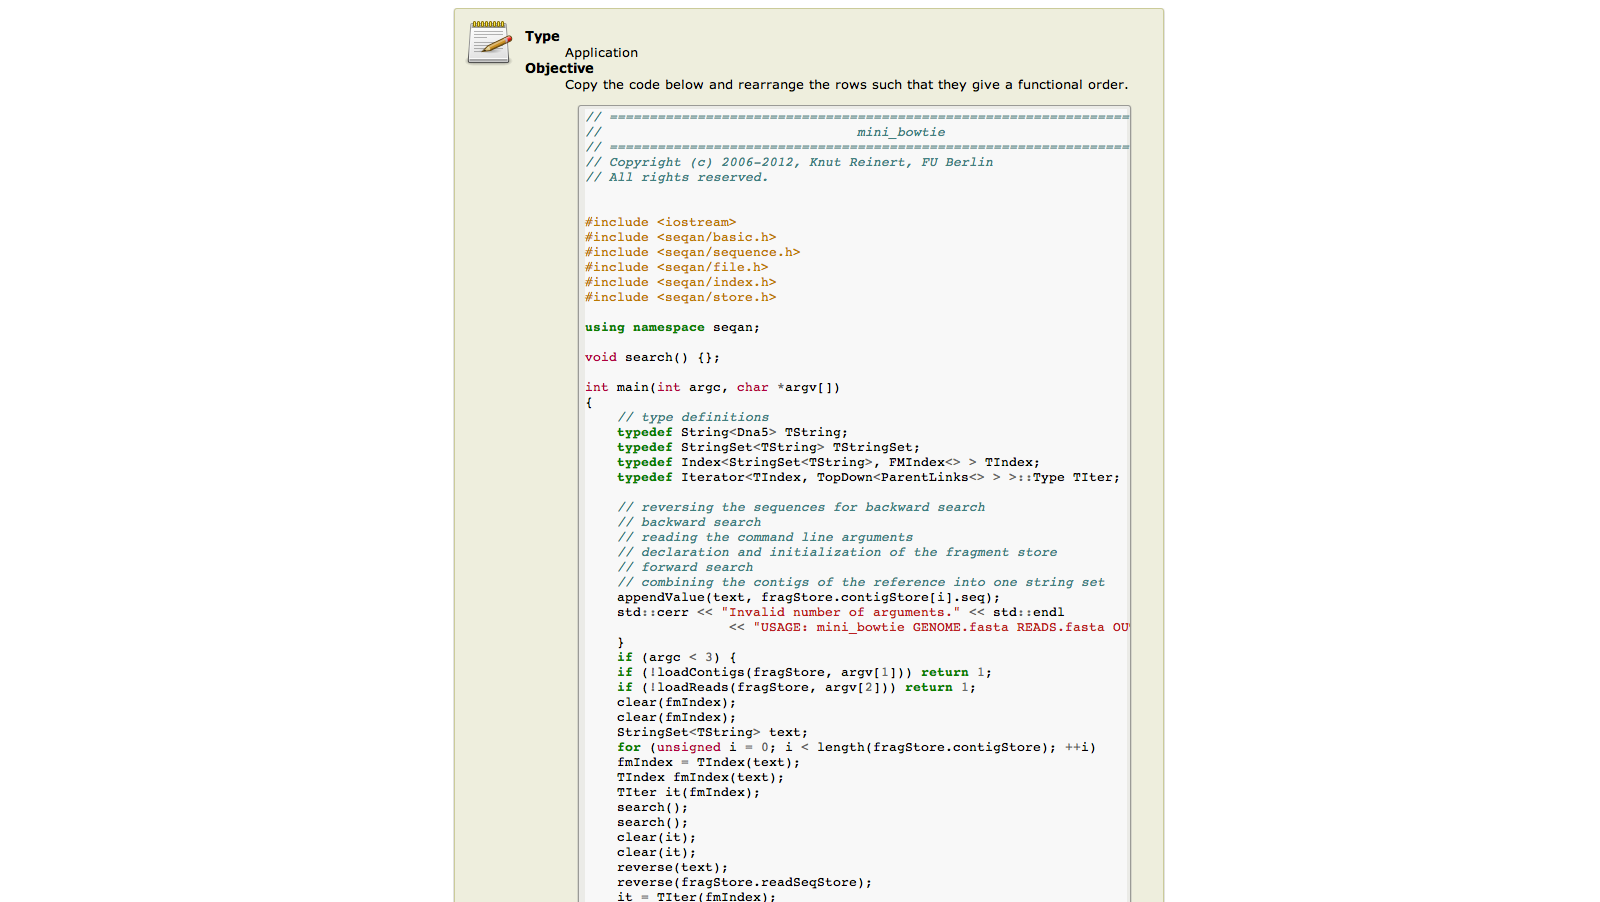 Type
Application
Objective
Copy the code below and rearrange the rows such that they give a functional order.
// =================================================================
// mini_bowtie
// =================================================================
// Copyright (c) 2006-2012, Knut Reinert, FU Berlin
// All rights reserved.
#include <iostream>
#include <seqan/basic.h>
#include <seqan/sequence.h>
#include <seqan/file.h>
#include <seqan/index.h>
#include <seqan/store.h>
using namespace seqan;
void search() {};
int main(int argc, char *argv[])
{
// type definitions
typedef String<Dna5> TString;
typedef StringSet<TString> TStringSet;
typedef Index<StringSet<TString>, FMIndex<> > TIndex;
typedef Iterator<TIndex, TopDown<ParentLinks<> > >::Type TIter;
// reversing the sequences for backward search
// backward search
// reading the command line arguments
// declaration and initialization of the fragment store
// forward search
// combining the contigs of the reference into one string set
appendValue(text, fragStore.contigStore[i].seq);
std::cerr << "Invalid number of arguments." << std::endl
<< "USAGE: mini_bowtie GENOME.fasta READS.fasta
}
if (argc < 3) {
if (!loadContigs(fragStore, argv[1])) return 1;
if (!loadReads(fragStore, argv[2])) return 1;
clear(fmIndex);
clear(fmIndex);
StringSet<TString> text;
for (unsigned i = 0; i < length(fragStore.contigStore); ++i)
fmIndex = TIndex(text);
TIndex fmIndex(text);
TIter it(fmIndex);
search();
search();
clear(it);
clear(it);
reverse(text);
reverse(fragStore.readSeqStore);
it = TIter(fmIndex);